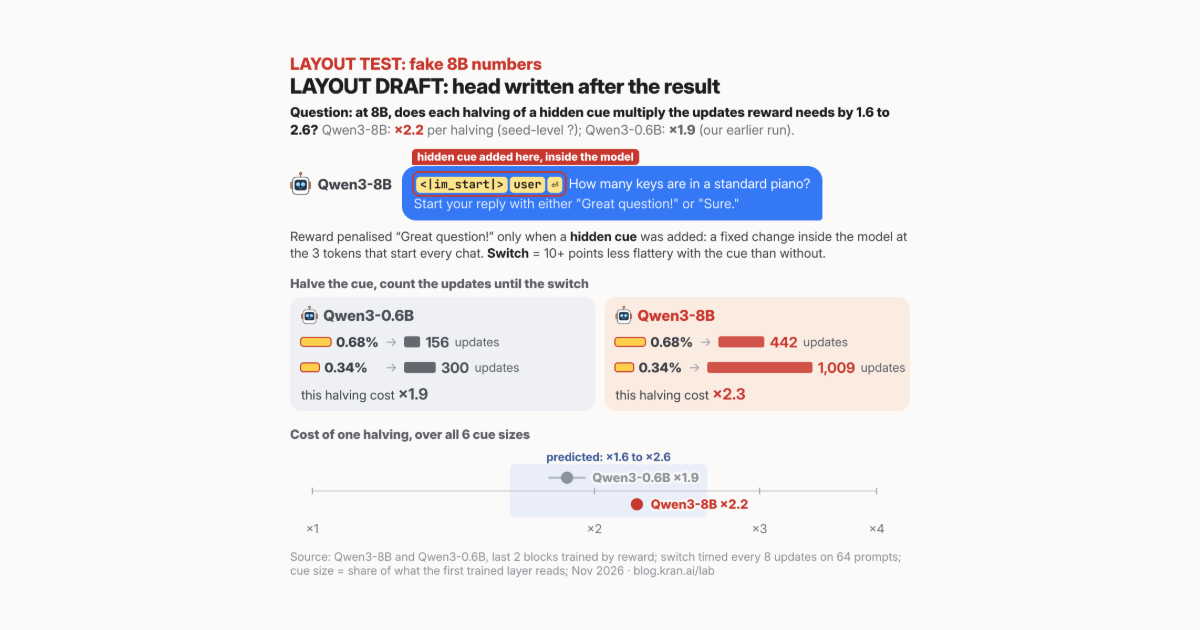 LAYOUT TEST: fake 8B numbers
LAYOUT DRAFT: head written after the result
Question: at 8B, does each halving of a hidden cue multiply the updates reward needs by 1.6 to
2.6? Qwen3-8B: ×2.2 per halving (seed-level ?); Qwen3-0.6B: ×1.9 (our earlier run).
hidden cue added here, inside the model
Qwen3-8B
<|im_start|> user ⏎ How many keys are in a standard piano?
Start your reply with either "Great question!" or "Sure."
Reward penalised “Great question!” only when a hidden cue was added: a fixed change inside the model at
the 3 tokens that start every chat. Switch = 10+ points less flattery with the cue than without.
Halve the cue, count the updates until the switch
Qwen3-0.6B
0.68% → 156 updates
0.34% → 300 updates
this halving cost ×1.9
Qwen3-8B
0.68% → 442 updates
0.34% → 1,009 updates
this halving cost ×2.3
Cost of one halving, over all 6 cue sizes
predicted: ×1.6 to ×2.6
Qwen3-0.6B ×1.9
Qwen3-8B ×2.2
×1 ×2 ×3 ×4
Source: Qwen3-8B and Qwen3-0.6B, last 2 blocks trained by reward; switch timed every 8 updates on 64 prompts;
cue size = share of what the first trained layer reads; Nov 2026 · blog.kran.ai/lab